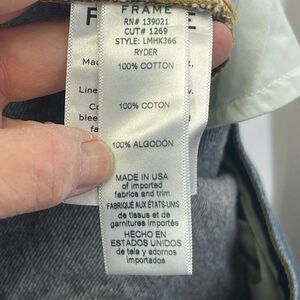 FRAME
RN# 139021
CUT# 1269
STYLE: LMHK366
RYDER
100% COTTON
100% COTON
100% ALGODÓN
MADE IN USA
of imported
fabrics and trim
FABRIQUÉ AUX ÉTATS-UNIS
de tissus et de
garnitures importés
HECHO EN
ESTADOS UNIDOS
de tela y adornos
importados